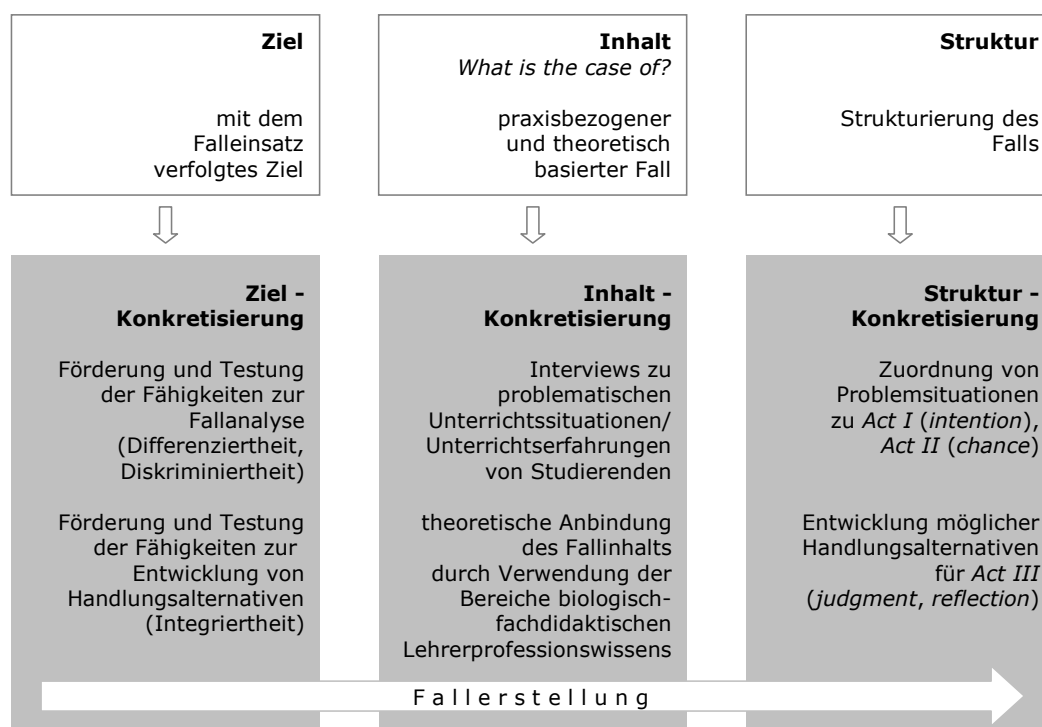 Ziel
mit dem
Falleinsatz
verfolgtes Ziel
Inhalt
What is the case of?
praxisbezogener
und theoretisch
basierter Fall
Struktur
Strukturierung des
Falls
Ziel -
Konkretisierung
Förderung und Testung
der Fähigkeiten zur
Fallanalyse
(Differenziertheit,
Diskriminiertheit)
Förderung und Testung
der Fähigkeiten zur
Entwicklung von
Handlungsalternativen
(Integriertheit)
Inhalt -
Konkretisierung
Interviews zu
problematischen
Unterrichtssituationen/
Unterrichtserfahrungen
von Studierenden
theoretische Anbindung
des Fallinhalts
durch Verwendung der
Bereiche biologisch-
fachdidaktischen
Lehrerprofessionswissens
Struktur -
Konkretisierung
Zuordnung von
Problemsituationen
zu Act I (intention),
Act II (chance)
Entwicklung möglicher
Handlungsalternativen
für Act III
(judgment, reflection)
Fallerstellung